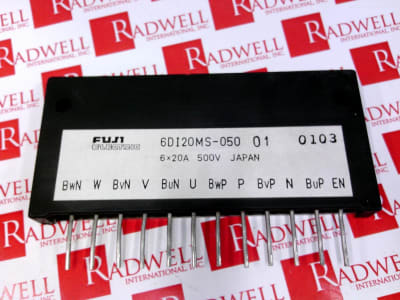 RADWELL
INTERNATIONAL, INC.
FUJI
ELECTRIC
6DI20MS-050 01 0103
6×20A 500V JAPAN
BwN W BvN V BuN U BwP P BvP N BuP EN